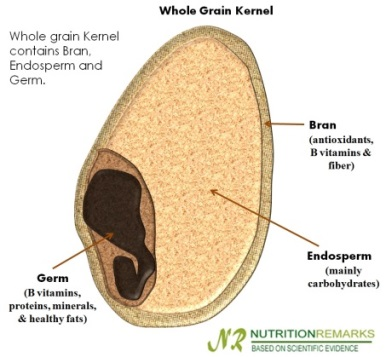 Whole Grain Kernel
Whole grain Kernel
contains Bran,
Endosperm and
Germ.
Bran
(antioxidants,
B vitamins &
fiber)
Endosperm
(mainly
carbohydrates)
Germ
(B vitamins,
proteins, minerals,
& healthy fats)
NR NUTRITIONREMARKS
BASED ON SCIENTIFIC EVIDENCE